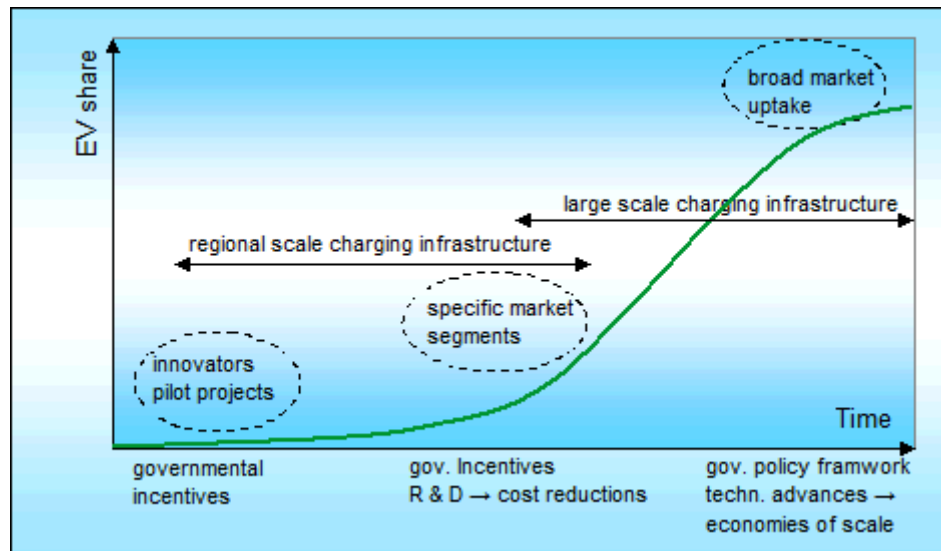 EV share
broad market
uptake
large scale charging infrastructure
regional scale charging infrastructure
specific market
segments
innovators
pilot projects
Time
governmental
incentives
gov. Incentives
R & D → cost reductions
gov. policy framwork
techn. advances →
economies of scale